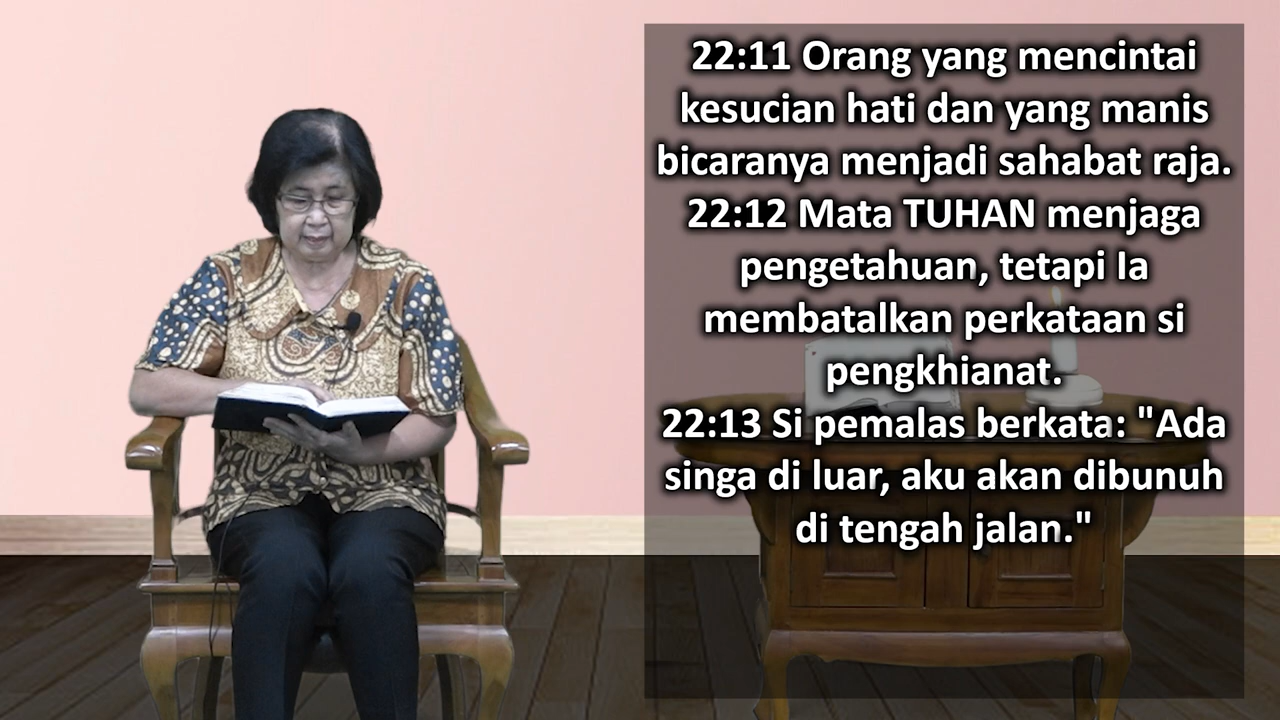 22:11 Orang yang mencintai
kesucian hati dan yang manis
bicaranya menjadi sahabat raja.
22:12 Mata TUHAN menjaga
pengetahuan, tetapi Ia
membatalkan perkataan si
pengkhianat.
22:13 Si pemalas berkata: "Ada
singa di luar, aku akan dibunuh
di tengah jalan."